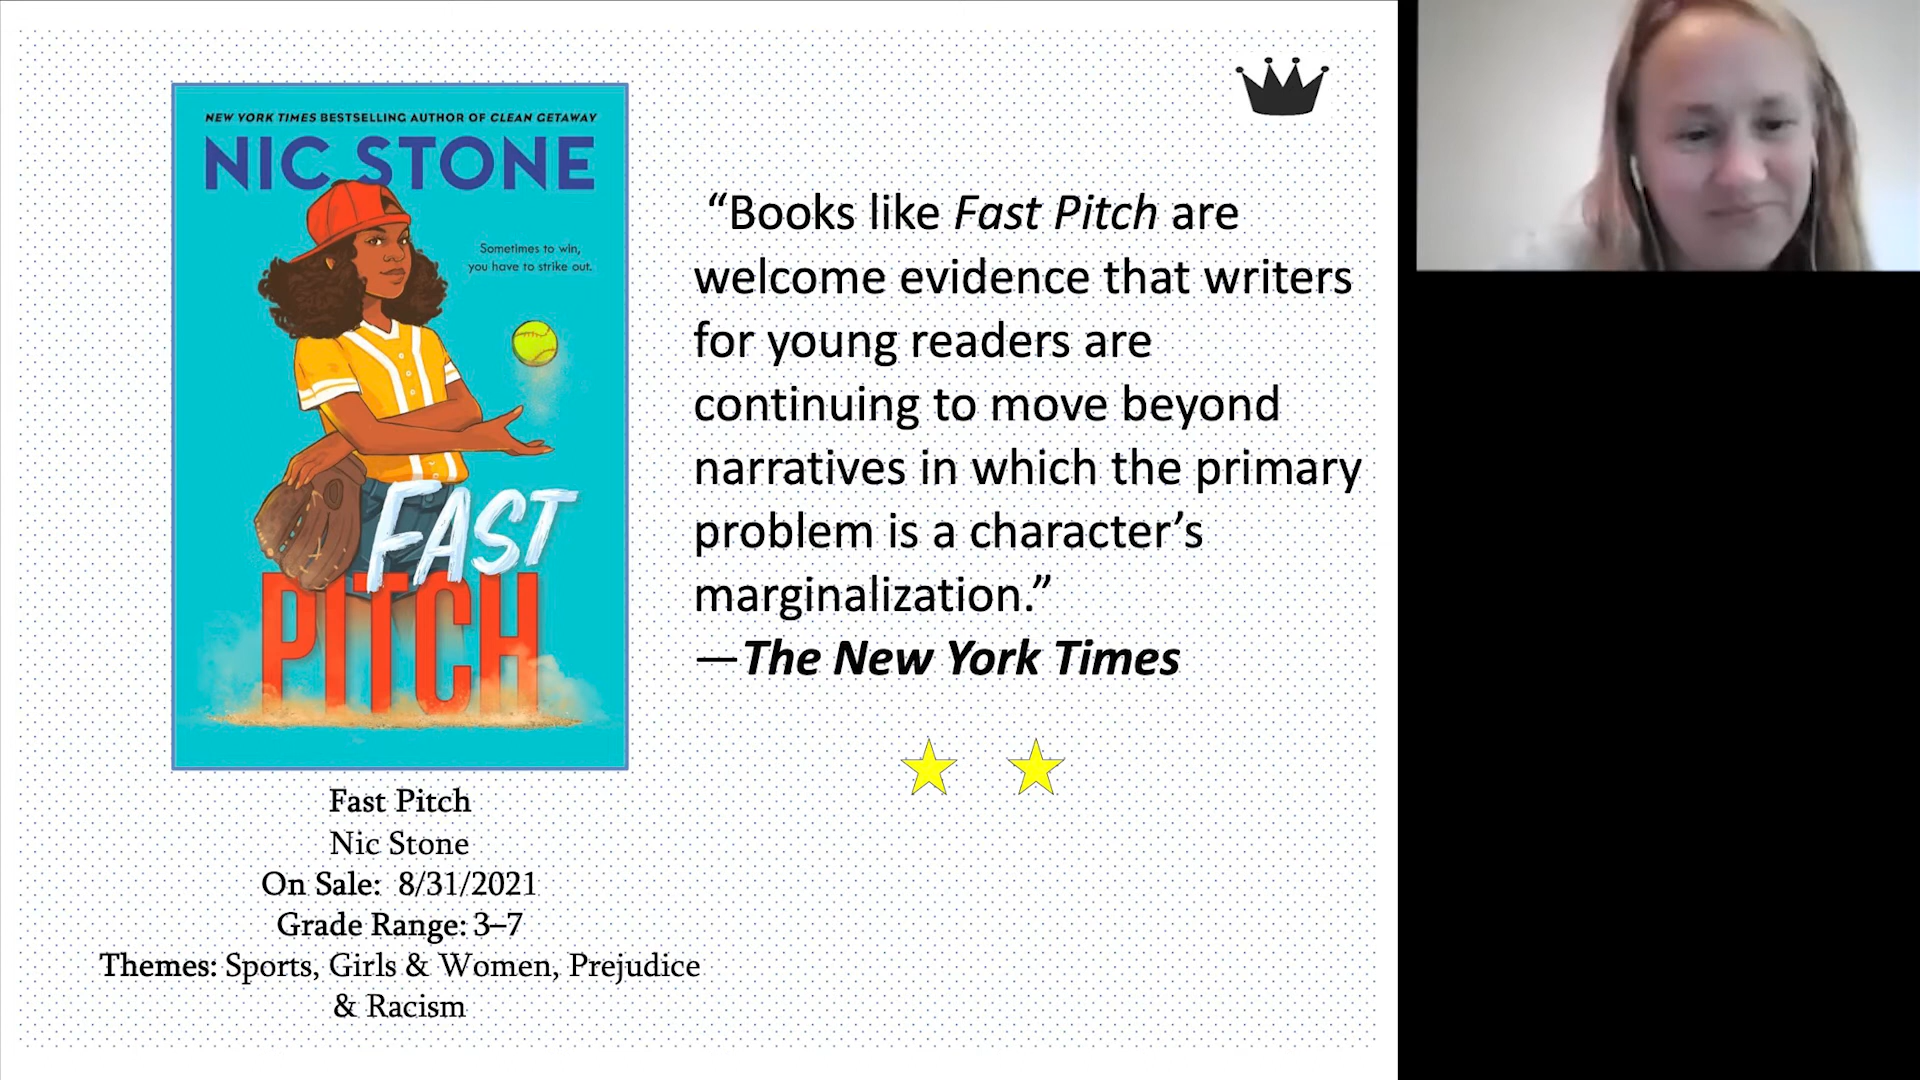 NEW YORK TIMES BESTSELLING AUTHOR OF CLEAN GETAWAY
NIC STONE
Sometimes to win,
you have to strike out.
FAST
PITCH
Fast Pitch
Nic Stone
On Sale: 8/31/2021
Grade Range: 3–7
Themes: Sports, Girls & Women, Prejudice
& Racism
“Books like Fast Pitch are
welcome evidence that writers
for young readers are
continuing to move beyond
narratives in which the primary
problem is a character’s
marginalization.”
—The New York Times